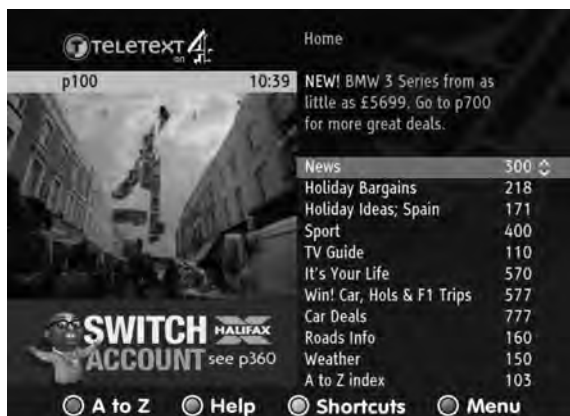 TELETEXT 4
on
p100 10:39
Home
NEW! BMW 3 Series from as
little as £5699. Go to p700
for more great deals.
News 300
Holiday Bargains 218
Holiday Ideas; Spain 171
Sport 400
TV Guide 110
It's Your Life 570
Win! Car, Hols & F1 Trips 577
Car Deals 777
Roads Info 160
Weather 150
A to Z index 103
SWITCH HALIFAX
ACCOUNT see p360
A to Z Help Shortcuts Menu